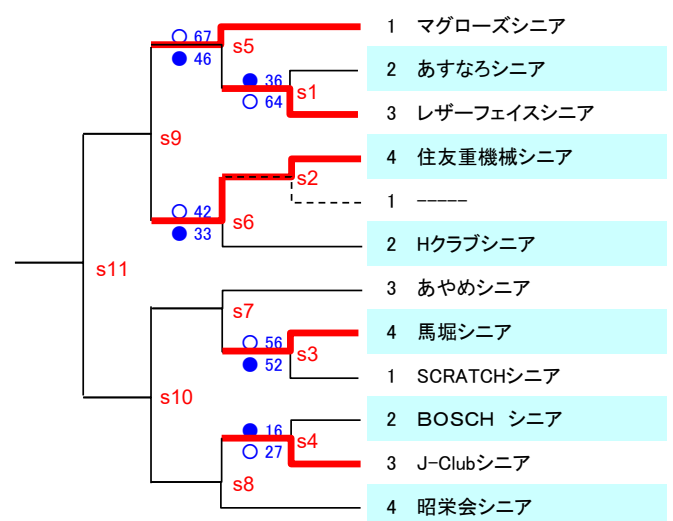 1 マグローズシニア
67
s5
46
2 あすなろシニア
36
s1
64
3 レザーフェイスシニア
s9
4 住友重機械シニア
s2
1 -----
42
s6
33
2 Hクラブシニア
s11
3 あやめシニア
s7
4 馬堀シニア
56
s3
52
1 SCRATCHシニア
s10
2 ＢＯＳＣＨ シニア
16
s4
27
3 J-Clubシニア
s8
4 昭栄会シニア